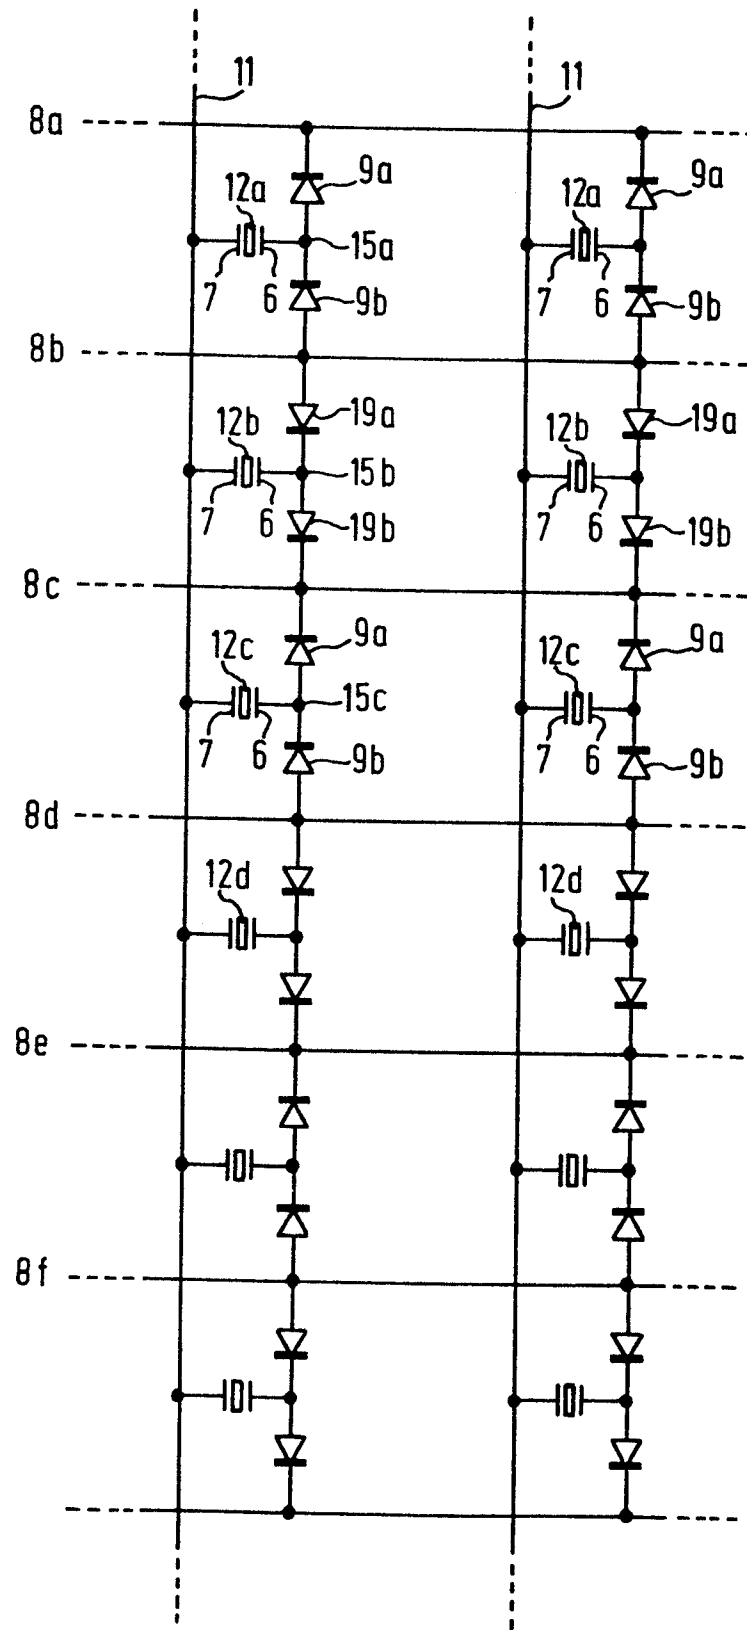 11 11
8a
9a 9a
12a 12a
15a
7 6 7 6
9b 9b
8b
19a 19a
12b 12b
15b
7 6 7 6
19b 19b
8c
9a 9a
12c 12c
15c
7 6 7 6
9b 9b
8d
12d 12d
8e
8f